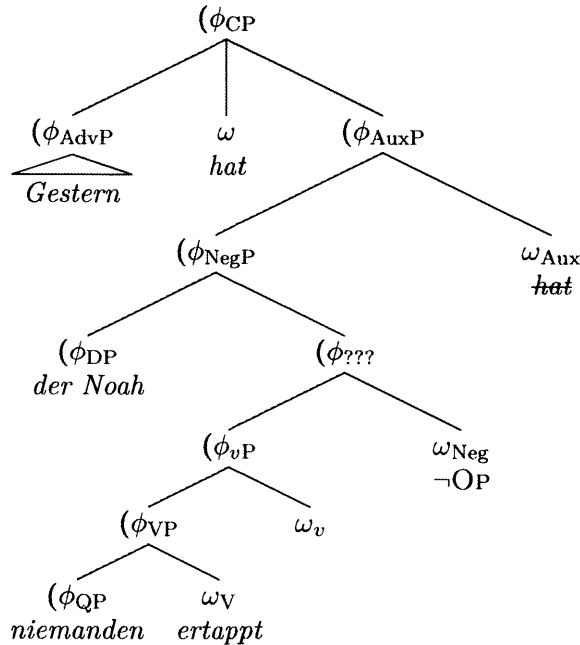 (ϕCP
(ϕAdvP ω (ϕAuxP
Gestern hat
(ϕNegP ωAux
hat
(ϕDP (ϕ???
der Noah
(ϕvP ωNeg
¬OP
(ϕVP ωv
(ϕQP ωV
niemanden ertappt